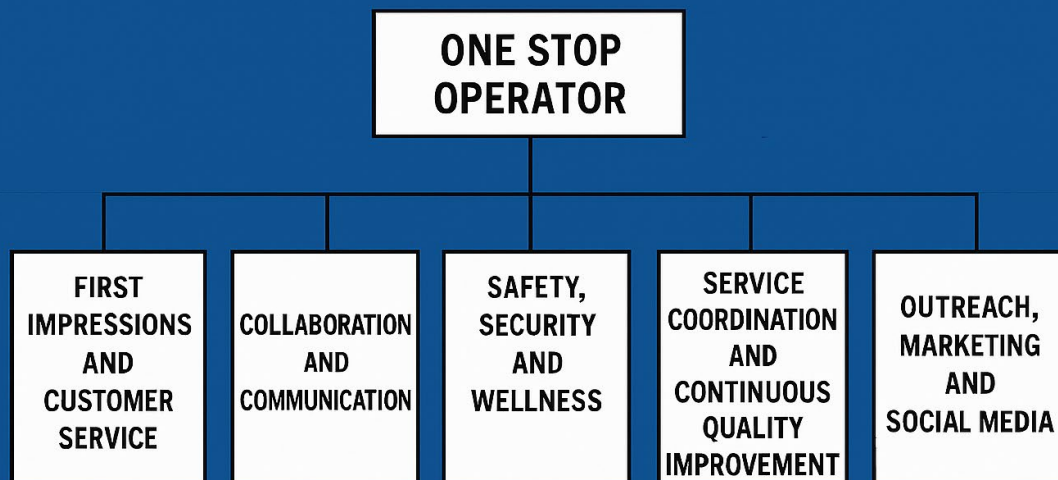 ONE STOP
OPERATOR
FIRST
IMPRESSIONS
AND
CUSTOMER
SERVICE
COLLABORATION
AND
COMMUNICATION
SAFETY,
SECURITY
AND
WELLNESS
SERVICE
COORDINATION
AND
CONTINUOUS
QUALITY
IMPROVEMENT
OUTREACH,
MARKETING
AND
SOCIAL MEDIA